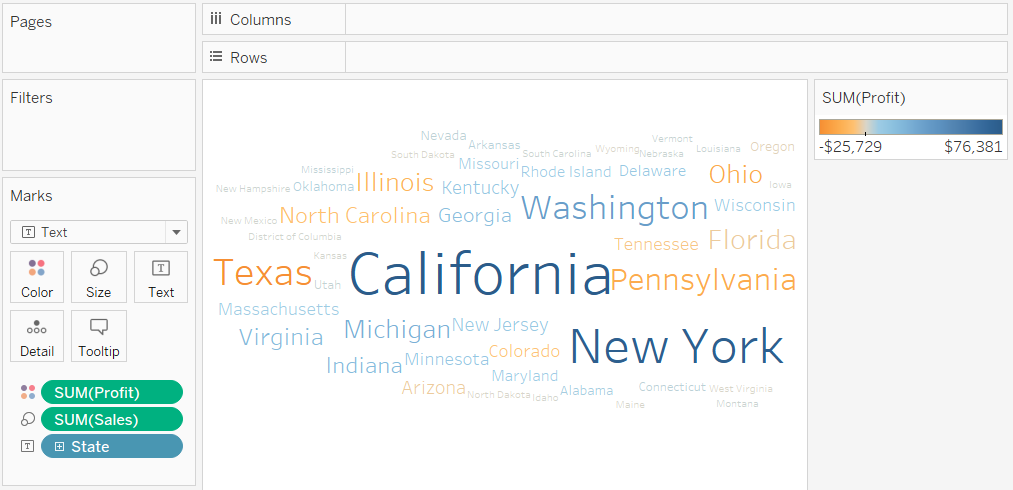 Pages
Columns
Rows
Filters
Marks
Text
Color
Size
Text
Detail
Tooltip
SUM(Profit)
SUM(Sales)
State
Nevada
Arkansas
Vermont
South Dakota
South Carolina
Wyoming
Nebraska
Louisiana
Oregon
Mississippi
Missouri
Rhode Island
Delaware
Ohio
New Hampshire
Oklahoma
Illinois
Kentucky
Iowa
New Mexico
North Carolina
Georgia
Washington
Wisconsin
District of Columbia
Tennessee
Florida
Kansas
Texas
Utah
California
Pennsylvania
Massachusetts
Virginia
Michigan
New Jersey
New York
Indiana
Minnesota
Colorado
Maryland
Arizona
North Dakota
Idaho
Alabama
Connecticut
West Virginia
Maine
Montana
SUM(Profit)
-$25,729 $76,381